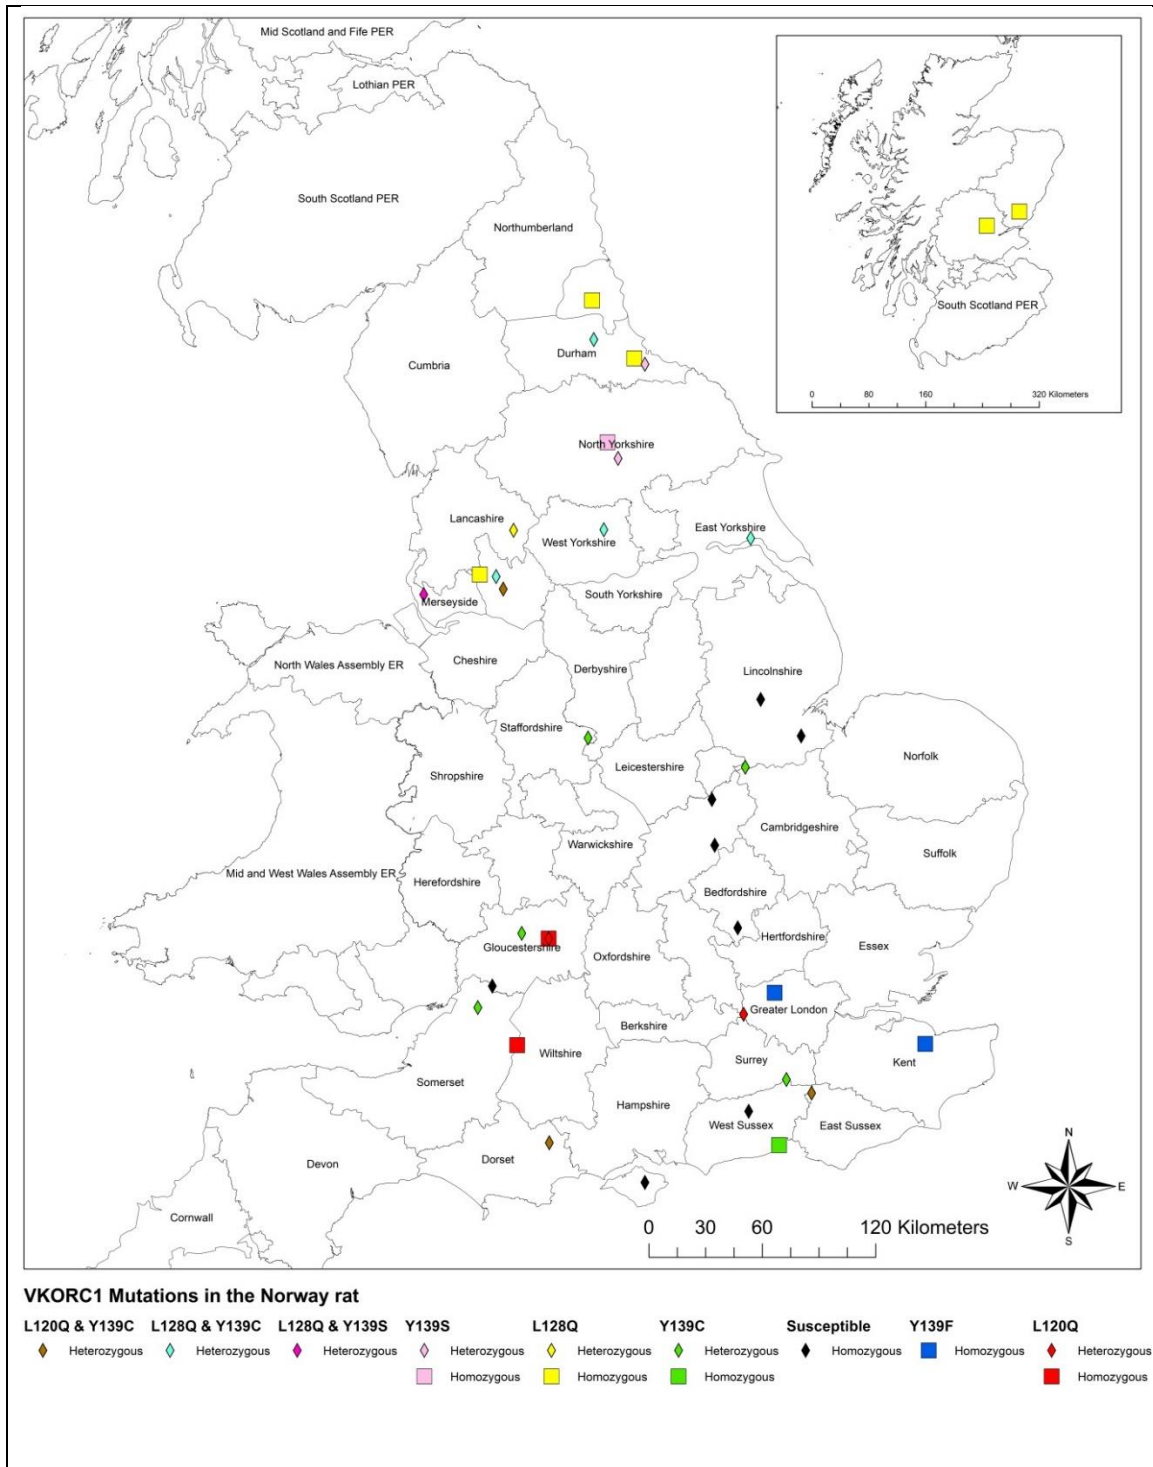 Mid Scotland and Fife PER
Lothian PER
South Scotland PER
Northumberland
South Scotland PER
0 80 160 320 Kilometers
Durham
Cumbria
North Yorkshire
Lancashire
West Yorkshire
East Yorkshire
Merseyside
South Yorkshire
North Wales Assembly ER
Cheshire
Derbyshire
Lincolnshire
Staffordshire
Norfolk
Shropshire
Leicestershire
Cambridgeshire
Warwickshire
Suffolk
Mid and West Wales Assembly ER
Herefordshire
Bedfordshire
Gloucestershire
Oxfordshire
Hertfordshire
Essex
Greater London
Berkshire
Wiltshire
Surrey
Kent
Somerset
Hampshire
West Sussex
East Sussex
Dorset
Devon
Cornwall
N
W E
S
0 30 60 120 Kilometers
VKORC1 Mutations in the Norway rat
L120Q & Y139C L128Q & Y139C L128Q & Y139S Y139S L128Q Y139C Susceptible Y139F L120Q
Heterozygous Heterozygous Heterozygous Heterozygous Heterozygous Heterozygous Homozygous Homozygous Heterozygous
Homozygous Homozygous Homozygous Homozygous